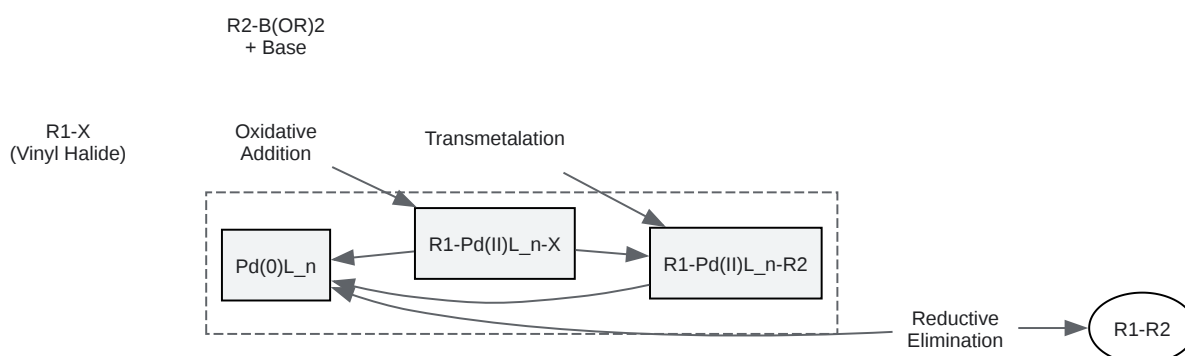 R2-B(OR)2
+ Base
R1-X
(Vinyl Halide)
Oxidative
Addition
Transmetalation
R1-Pd(II)L_n-X
Pd(0)L_n
R1-Pd(II)L_n-R2
Reductive
Elimination
R1-R2